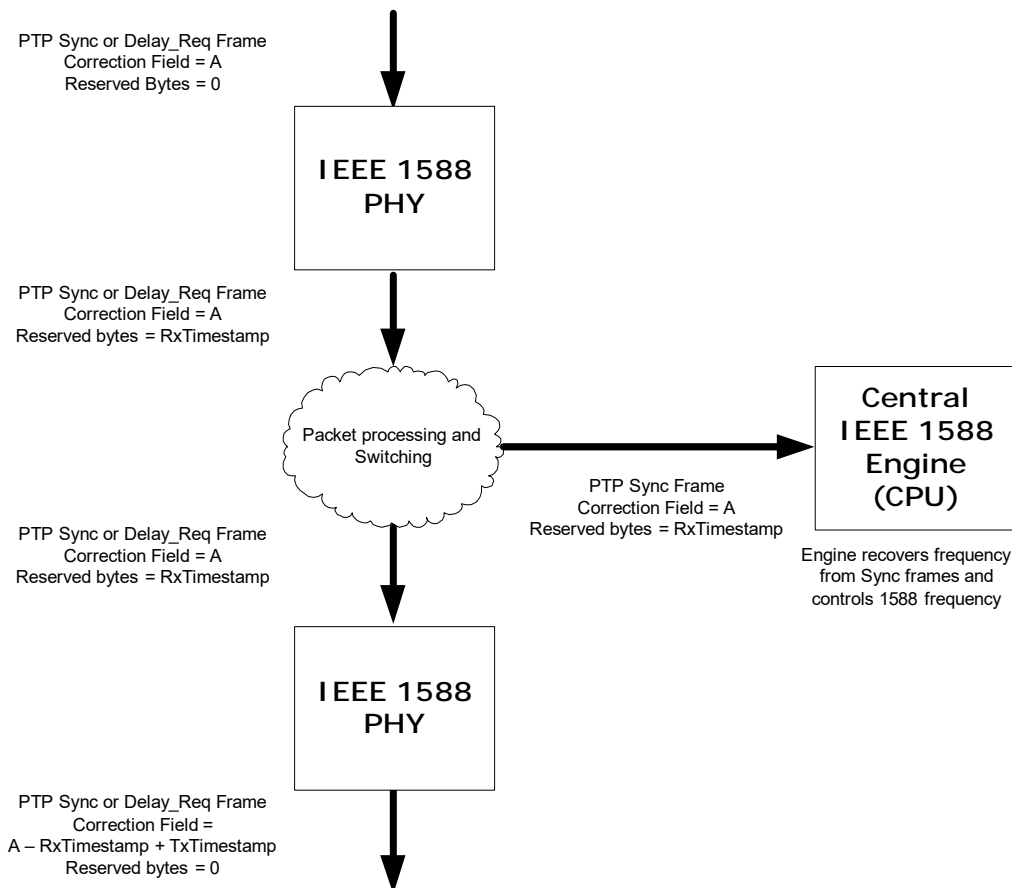 PTP Sync or Delay_Req Frame
Correction Field = A
Reserved Bytes = 0
IEEE 1588
PHY
PTP Sync or Delay_Req Frame
Correction Field = A
Reserved bytes = RxTimestamp
Packet processing and
Switching
Central
IEEE 1588
Engine
(CPU)
PTP Sync Frame
Correction Field = A
Reserved bytes = RxTimestamp
Engine recovers frequency
from Sync frames and
controls 1588 frequency
PTP Sync or Delay_Req Frame
Correction Field = A
Reserved bytes = RxTimestamp
IEEE 1588
PHY
PTP Sync or Delay_Req Frame
Correction Field =
A – RxTimestamp + TxTimestamp
Reserved bytes = 0